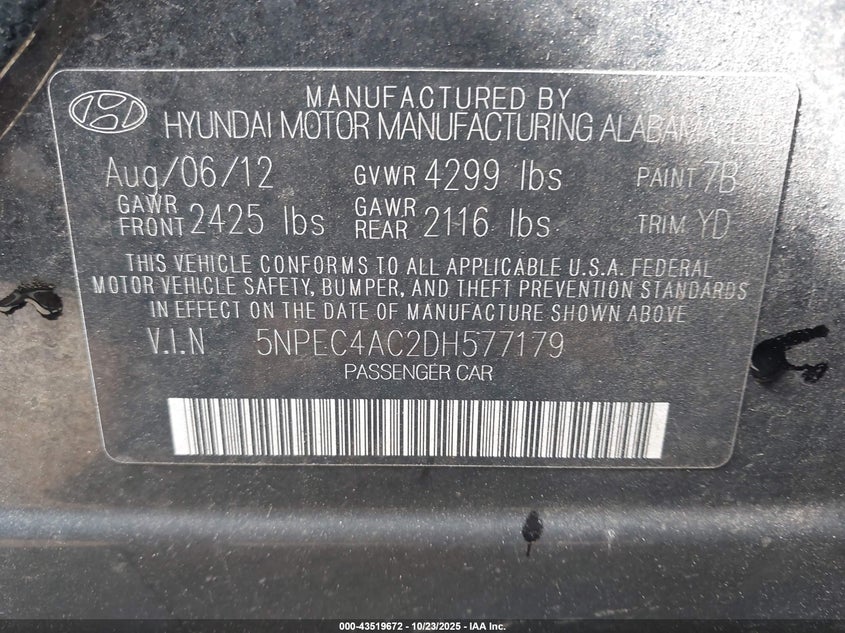 MANUFACTURED BY
HYUNDAI MOTOR MANUFACTURING ALABAMA, LLC
Aug/06/12 GVWR 4299 lbs PAINT 7B
GAWR FRONT 2425 lbs GAWR REAR 2116 lbs TRIM YD
THIS VEHICLE CONFORMS TO ALL APPLICABLE U.S.A. FEDERAL
MOTOR VEHICLE SAFETY, BUMPER, AND THEFT PREVENTION STANDARDS
IN EFFECT ON THE DATE OF MANUFACTURE SHOWN ABOVE
V.I.N 5NPEC4AC2DH577179
PASSENGER CAR
000-43519672 | 10/23/2025 | IAA Inc.